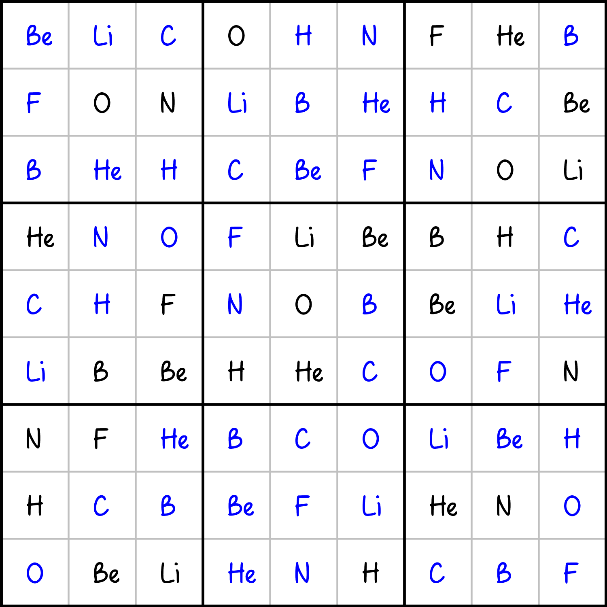 Be Li C O H N F He B
F O N Li B He H C Be
B He H C Be F N O Li
He N O F Li Be B H C
C H F N O B Be Li He
Li B Be H He C O F N
N F He B C O Li Be H
H C B Be F Li He N O
O Be Li He N H C B F